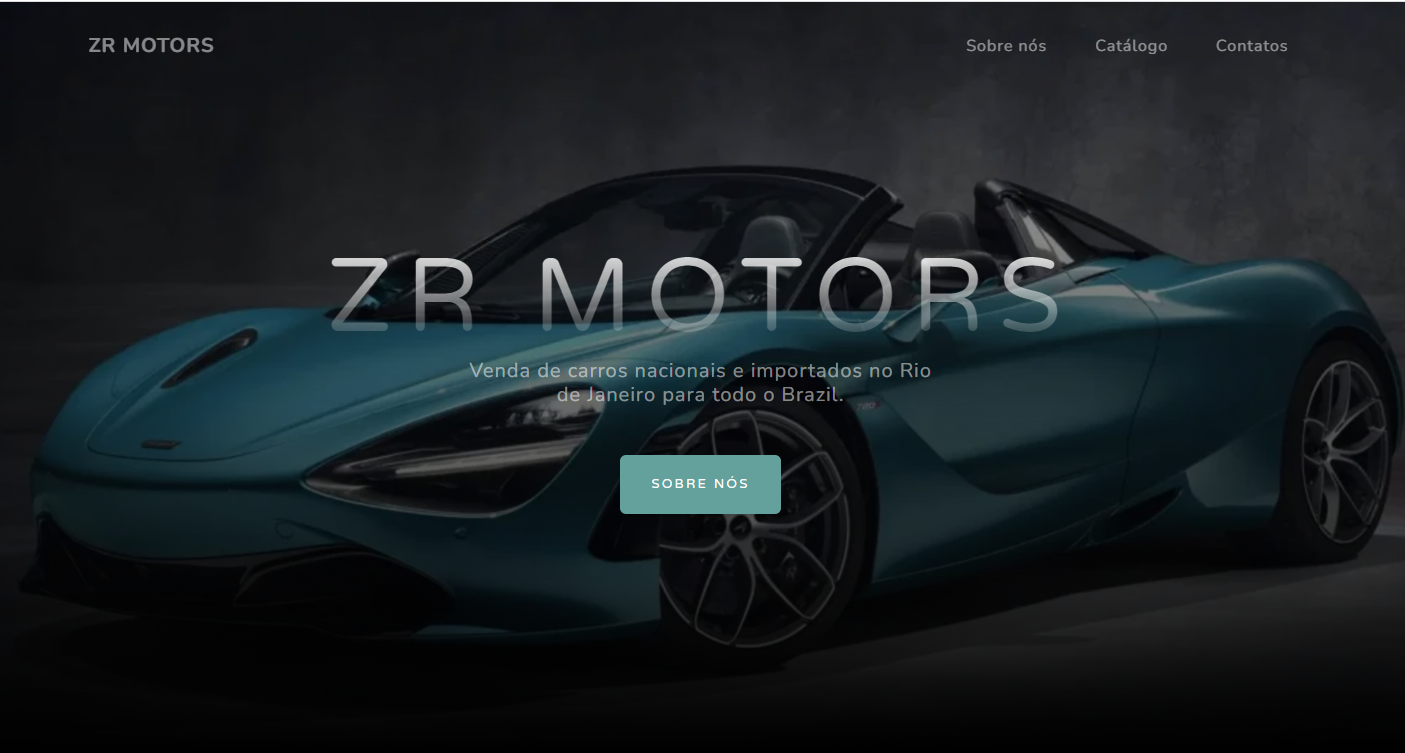 ZR MOTORS
Sobre nós
Catálogo
Contatos
ZR MOTORS
Venda de carros nacionais e importados no Rio
de Janeiro para todo o Brazil.
SOBRE NÓS